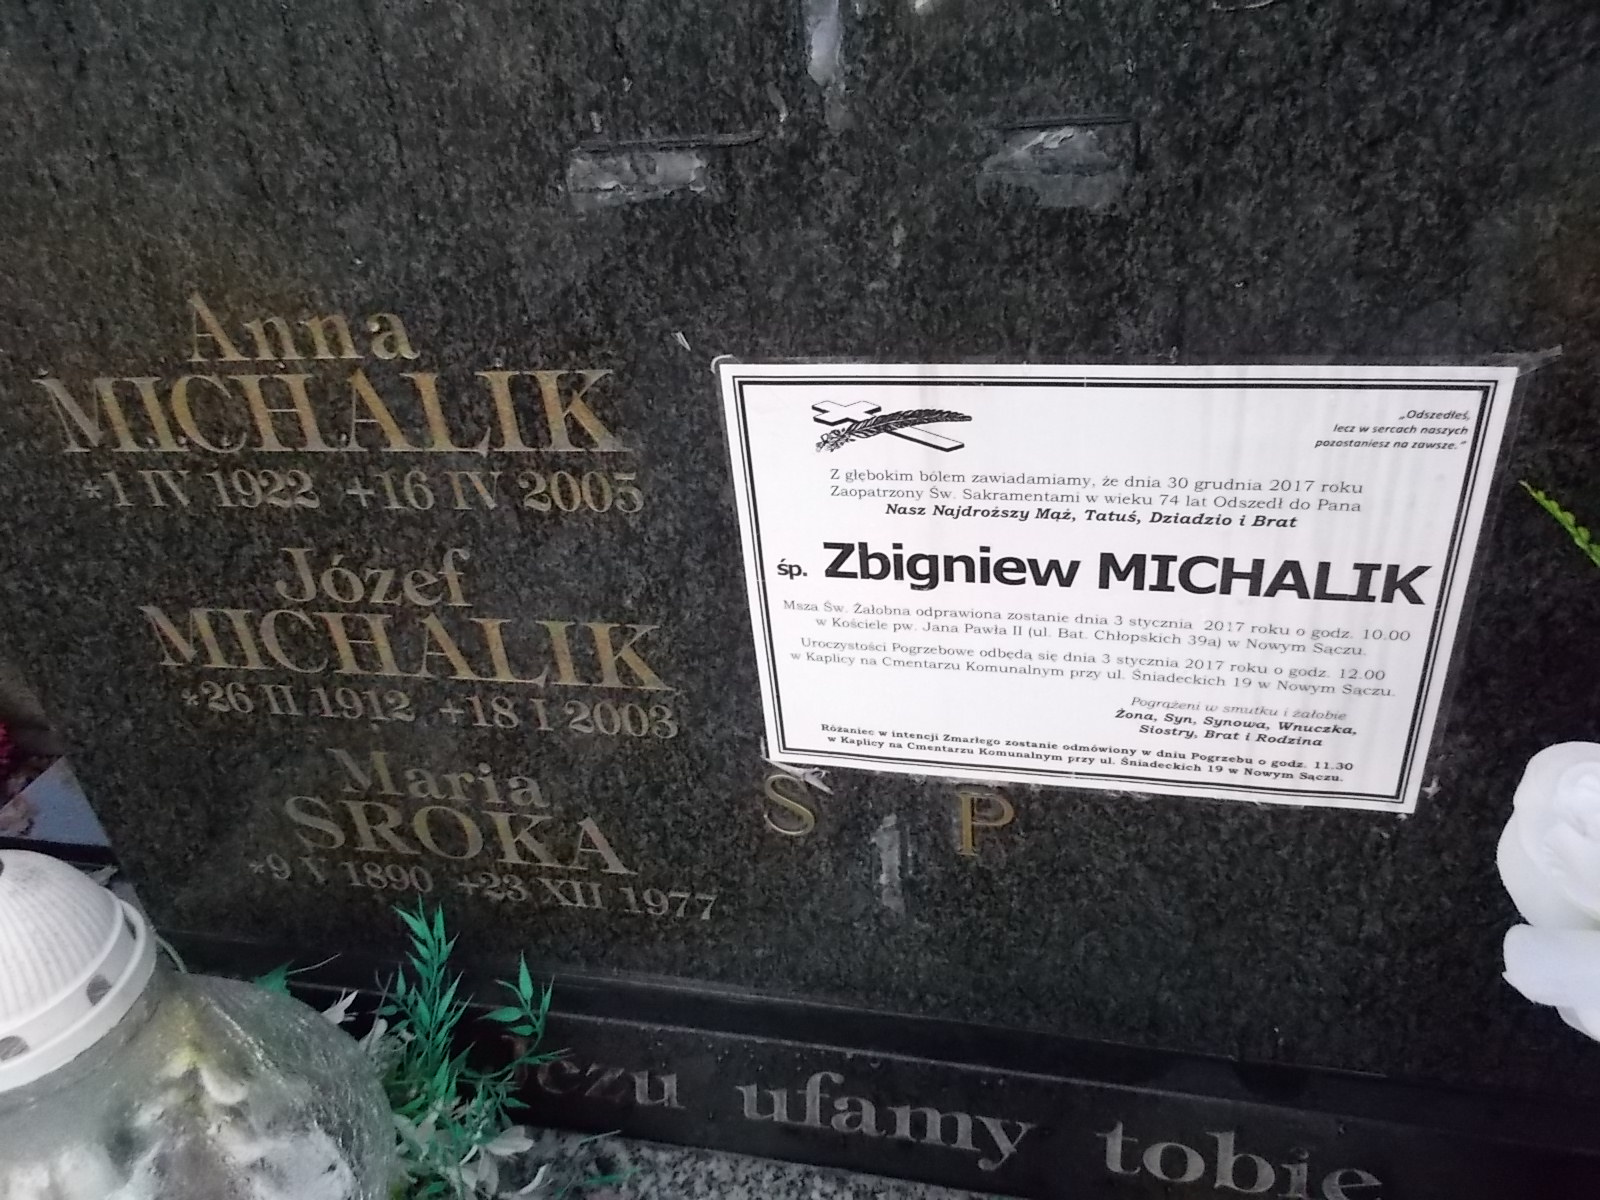 Anna
MICHALIK
*1 IV 1922 +16 IV 2005
Józef
MICHALIK
*26 II 1912 +18 I 2003
Maria
SROKA
*9 V 1890 +23 XII 1977
„Odszedłeś,
lecz w sercach naszych
pozostaniesz na zawsze.”
Z głębokim bólem zawiadamiamy, że dnia 30 grudnia 2017 roku
Zaopatrzony Św. Sakramentami w wieku 74 lat Odszedł do Pana
Nasz Najdroższy Mąż, Tatuś, Dziadzio i Brat
śp. Zbigniew MICHALIK
Msza Św. Żałobna odprawiona zostanie dnia 3 stycznia 2017 roku o godz. 10.00
w Kościele pw. Jana Pawła II (ul. Bat. Chłopskich 39a) w Nowym Sączu.
Uroczystości Pogrzebowe odbędą się dnia 3 stycznia 2017 roku o godz. 12.00
w Kaplicy na Cmentarzu Komunalnym przy ul. Śniadeckich 19 w Nowym Sączu.
Pogrążeni w smutku i żałobie
Żona, Syn, Synowa, Wnuczka,
Siostry, Brat i Rodzina
Różaniec w intencji Zmarłego zostanie odmówiony w dniu Pogrzebu o godz. 11.30
w Kaplicy na Cmentarzu Komunalnym przy ul. Śniadeckich 19 w Nowym Sączu.
S P
ufamy tobie